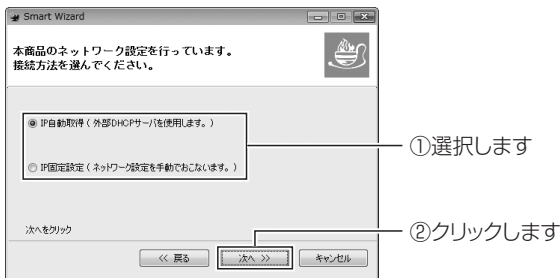 Smart Wizard
本商品のネットワーク設定を行っています。
接続方法を選んでください。
IP自動取得(外部DHCPサーバを使用します。)
①選択します
IP固定設定(ネットワーク設定を手動でおこないます。)
次へをクリック
②クリックします
<< 戻る 次へ >> キャンセル